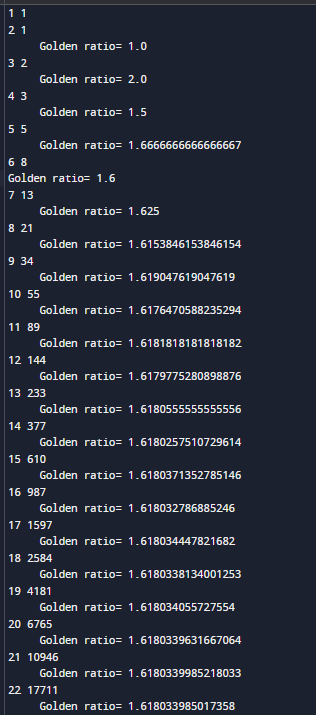 1 1
2 1
Golden ratio= 1.0
3 2
Golden ratio= 2.0
4 3
Golden ratio= 1.5
5 5
Golden ratio= 1.6666666666666667
6 8
Golden ratio= 1.6
7 13
Golden ratio= 1.625
8 21
Golden ratio= 1.6153846153846154
9 34
Golden ratio= 1.619047619047619
10 55
Golden ratio= 1.6176470588235294
11 89
Golden ratio= 1.6181818181818182
12 144
Golden ratio= 1.6179775280898876
13 233
Golden ratio= 1.6180555555555556
14 377
Golden ratio= 1.6180257510729614
15 610
Golden ratio= 1.6180371352785146
16 987
Golden ratio= 1.618032786885246
17 1597
Golden ratio= 1.618034447821682
18 2584
Golden ratio= 1.6180338134001253
19 4181
Golden ratio= 1.618034055727554
20 6765
Golden ratio= 1.6180339631667064
21 10946
Golden ratio= 1.6180339985218033
22 17711
Golden ratio= 1.618033985017358